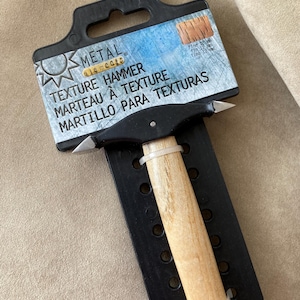 METAL
TEXTURE HAMMER
MARTEAU À TEXTURE
MARTILLO PARA TEXTURAS